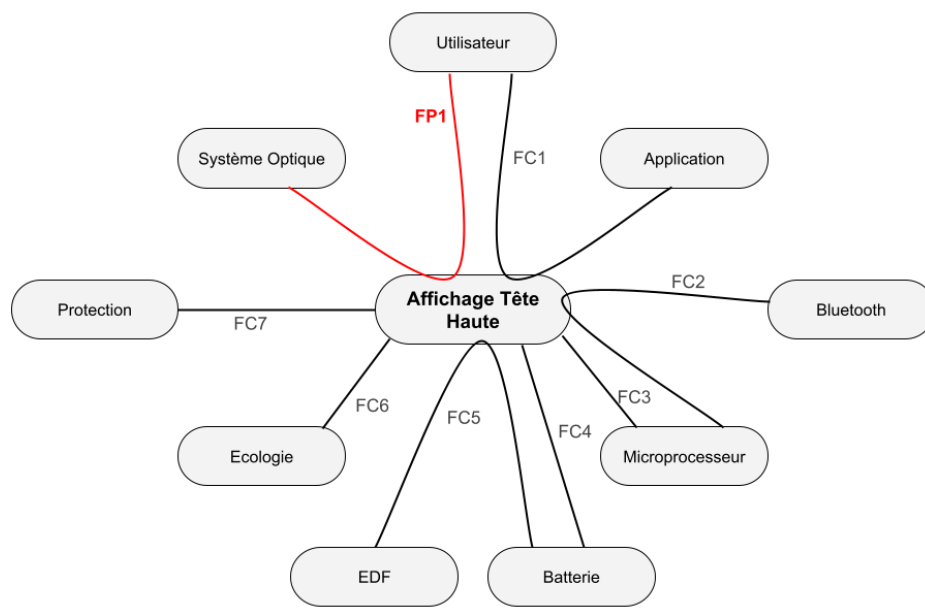 Utilisateur
FP1
FC1
Système Optique
Application
Affichage Tête
Haute
FC2
Protection
FC7
Bluetooth
FC6
FC5
FC3
FC4
Ecologie
Microprocesseur
EDF
Batterie